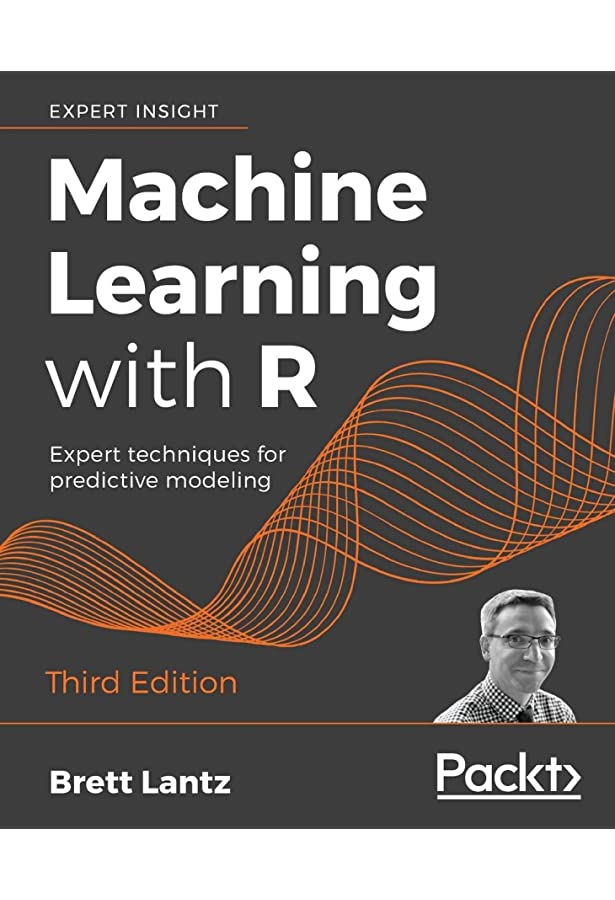 EXPERT INSIGHT
Machine
Learning
with R
Expert techniques for
predictive modeling
Third Edition
Brett Lantz
Packt>